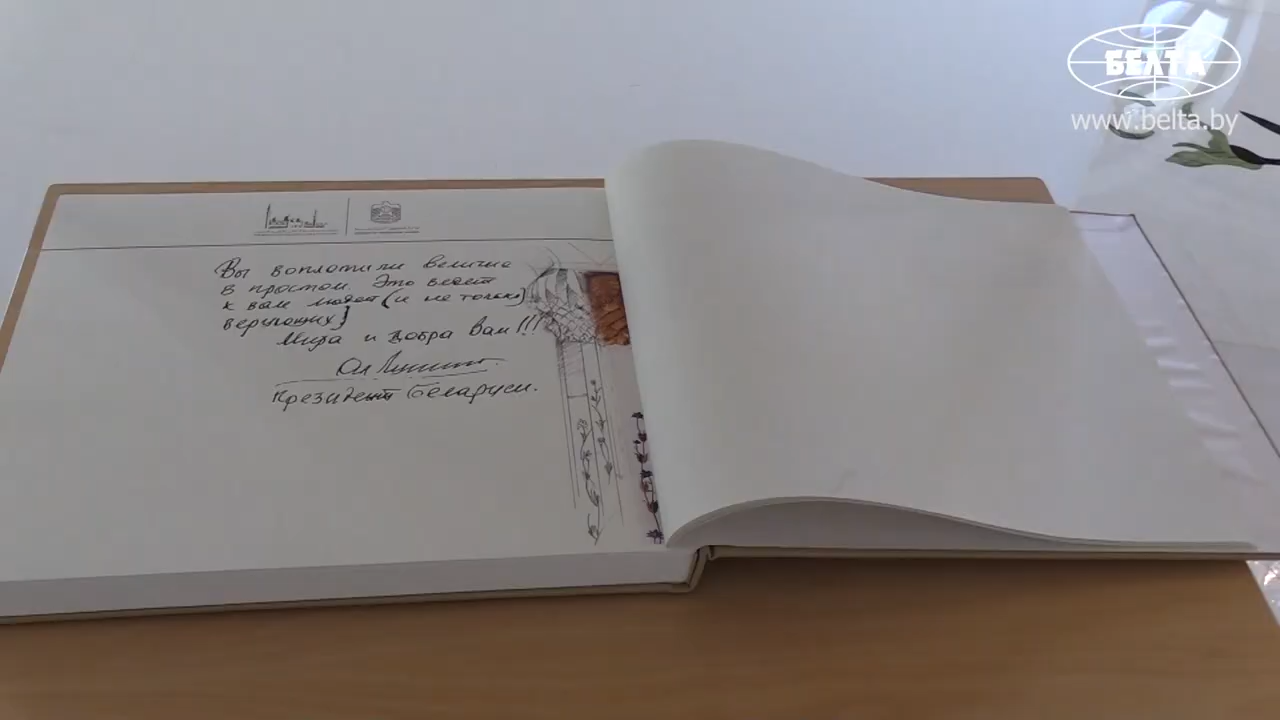 БЕЛТА
www.belta.by
Вы воплотили величие
в простом. Это ведет
к вам людей (и не только
верующих)
Мира и добра Вам!!!
Президент Беларуси.